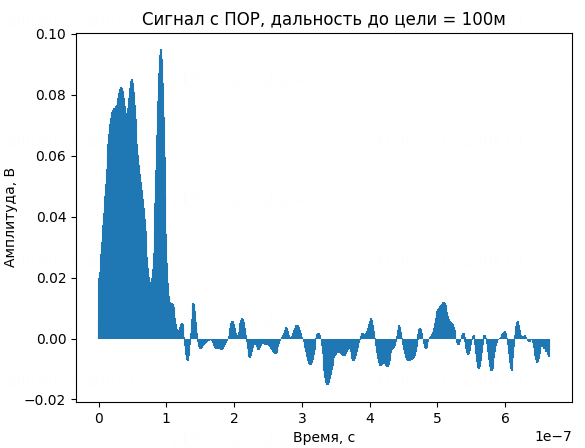 Сигнал с ПОР, дальность до цели = 100м
0.10
0.08
0.06
0.04
0.02
0.00
−0.02
Амплитуда, В
0 1 2 3 4 5 6
1e−7
Время, с